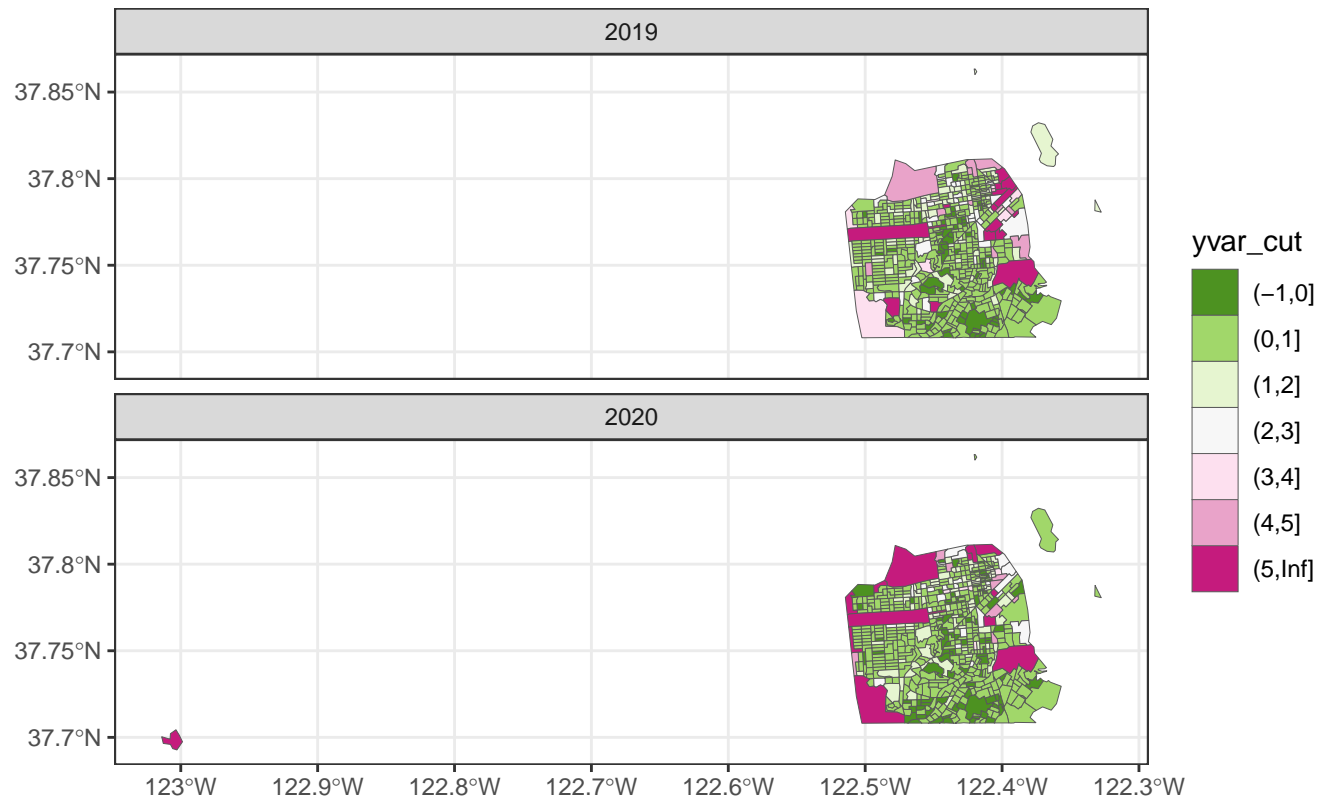 2019
37.85°N
37.8°N
37.75°N
37.7°N
2020
37.85°N
37.8°N
37.75°N
37.7°N
123°W 122.9°W 122.8°W 122.7°W 122.6°W 122.5°W 122.4°W 122.3°W
yvar_cut
(−1,0]
(0,1]
(1,2]
(2,3]
(3,4]
(4,5]
(5,Inf]